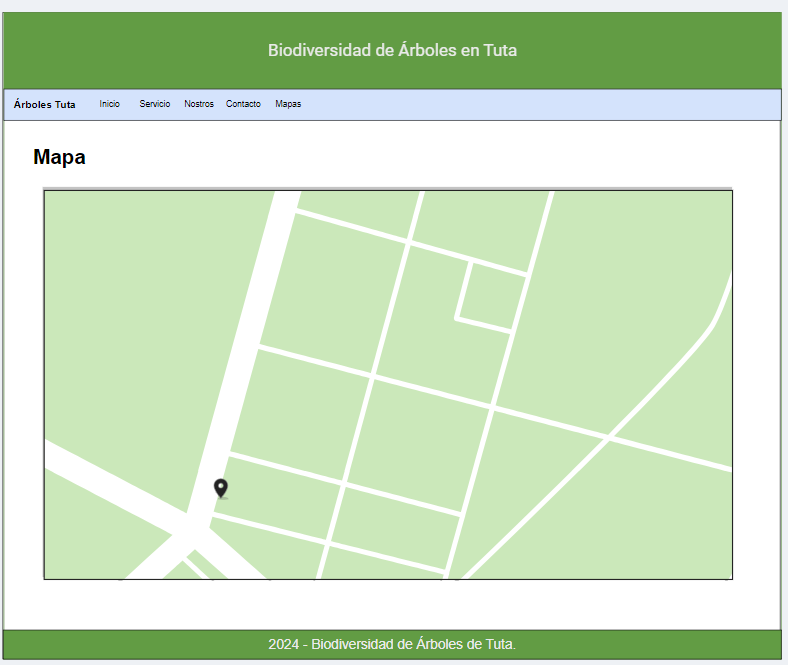 Biodiversidad de Árboles en Tuta
Árboles Tuta Inicio Servicio Nostros Contacto Mapas
Mapa
2024 - Biodiversidad de Árboles de Tuta.